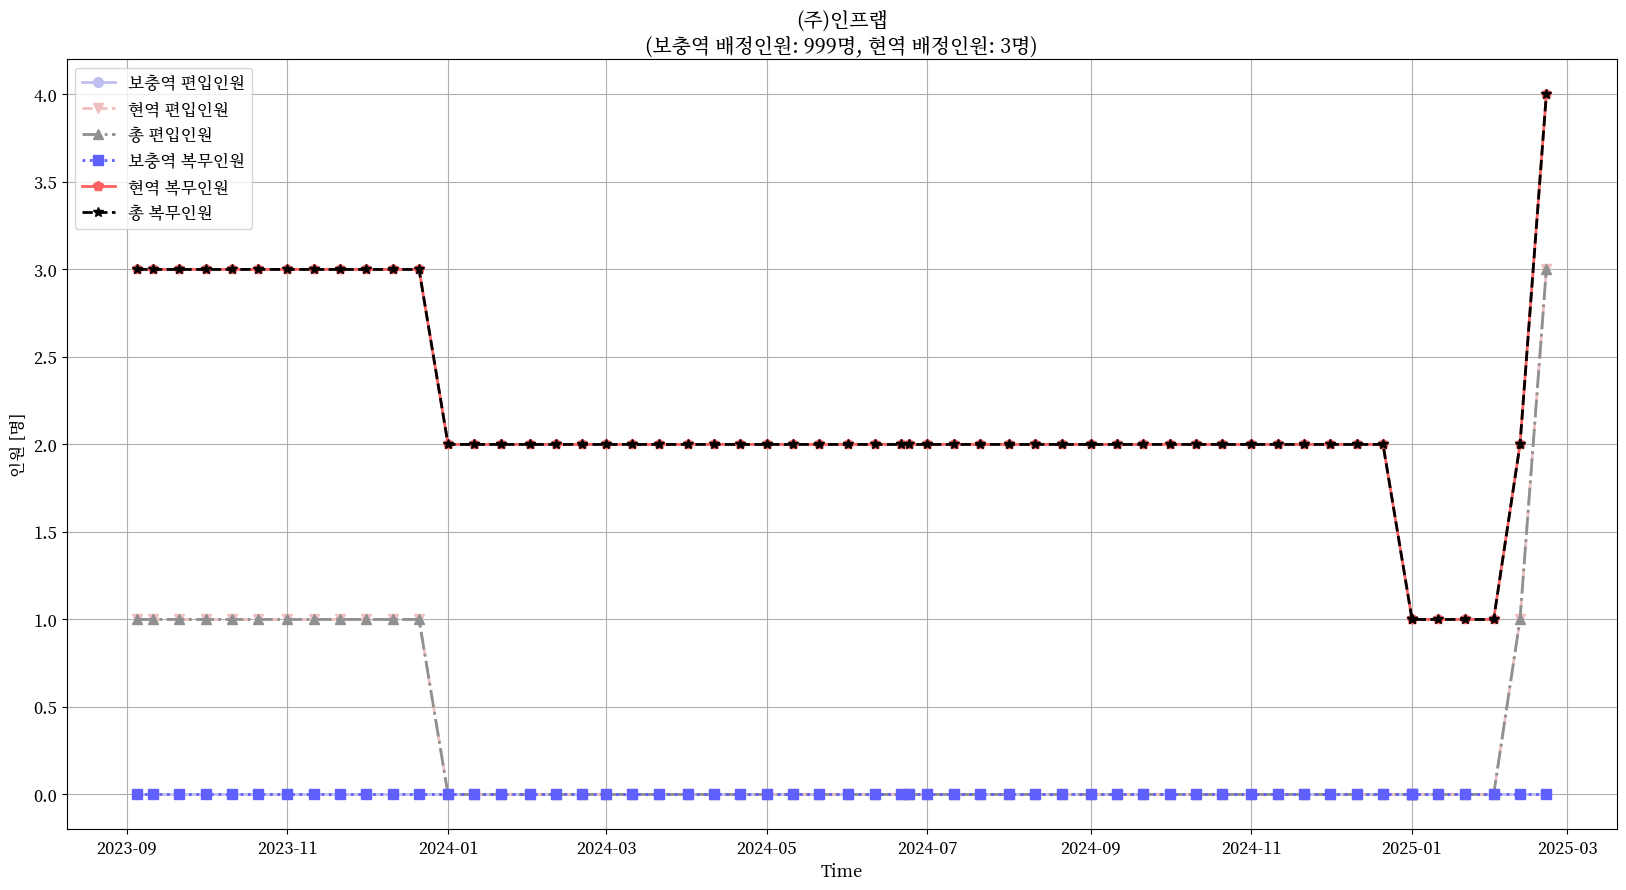 (주)인프랩
(보충역 배정인원: 999명, 현역 배정인원: 3명)
보충역 편입인원
현역 편입인원
총 편입인원
보충역 복무인원
현역 복무인원
총 복무인원
4.0
3.5
3.0
2.5
2.0
1.5
1.0
0.5
0.0
인원 [명]
2023-09 2023-11 2024-01 2024-03 2024-05 2024-07 2024-09 2024-11 2025-01 2025-03
Time